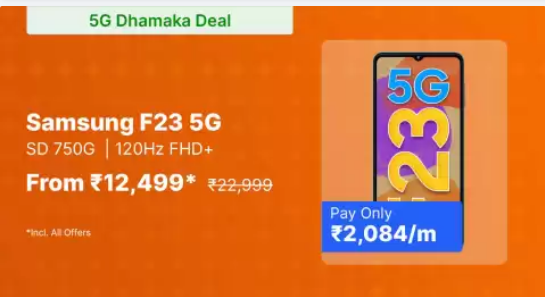 5G Dhamaka Deal
Samsung F23 5G
SD 750G | 120Hz FHD+
From ₹12,499* ₹22,999
*Incl. All Offers
5G
F23
Pay Only
₹2,084/m